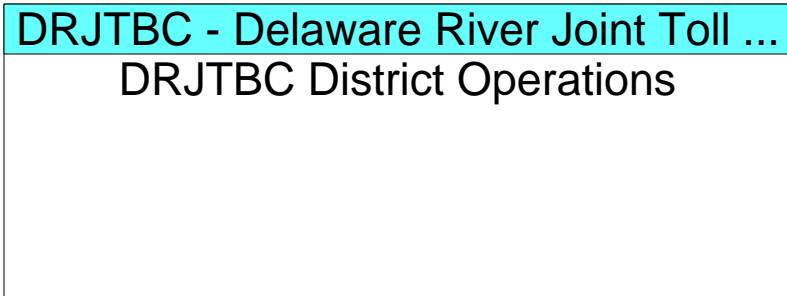 DRJTBC - Delaware River Joint Toll ...
DRJTBC District Operations